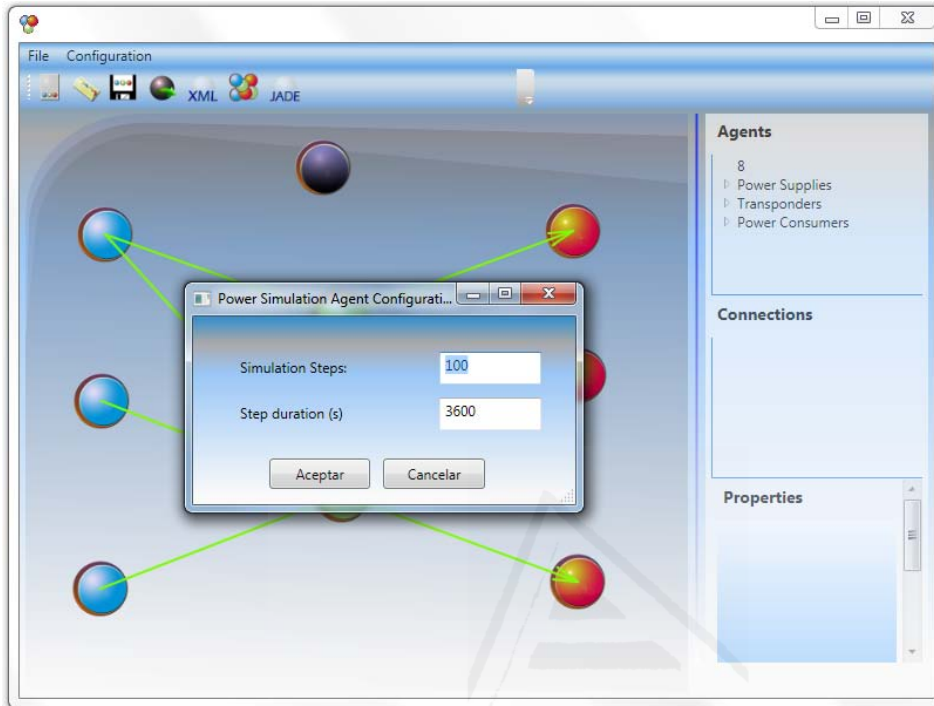 File Configuration
XML JADE
Agents
8
Power Supplies
Transponders
Power Consumers
Connections
Properties
Power Simulation Agent Configurati...
Simulation Steps: 100
Step duration (s) 3600
Aceptar Cancelar